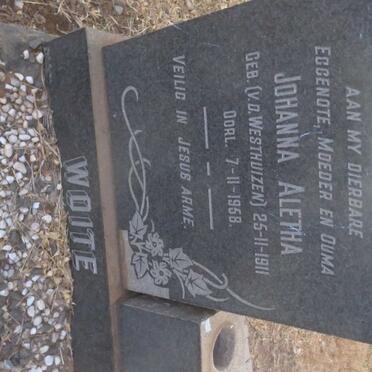 AAN MY DIERBARE
EGGENOTE, MOEDER EN OUMA
JOHANNA ALETHA
GEB. (V.D. WESTHUIZEN) 25-11-1911
OORL. 7-11-1958
VEILIG IN JESUS ARME
WOITE